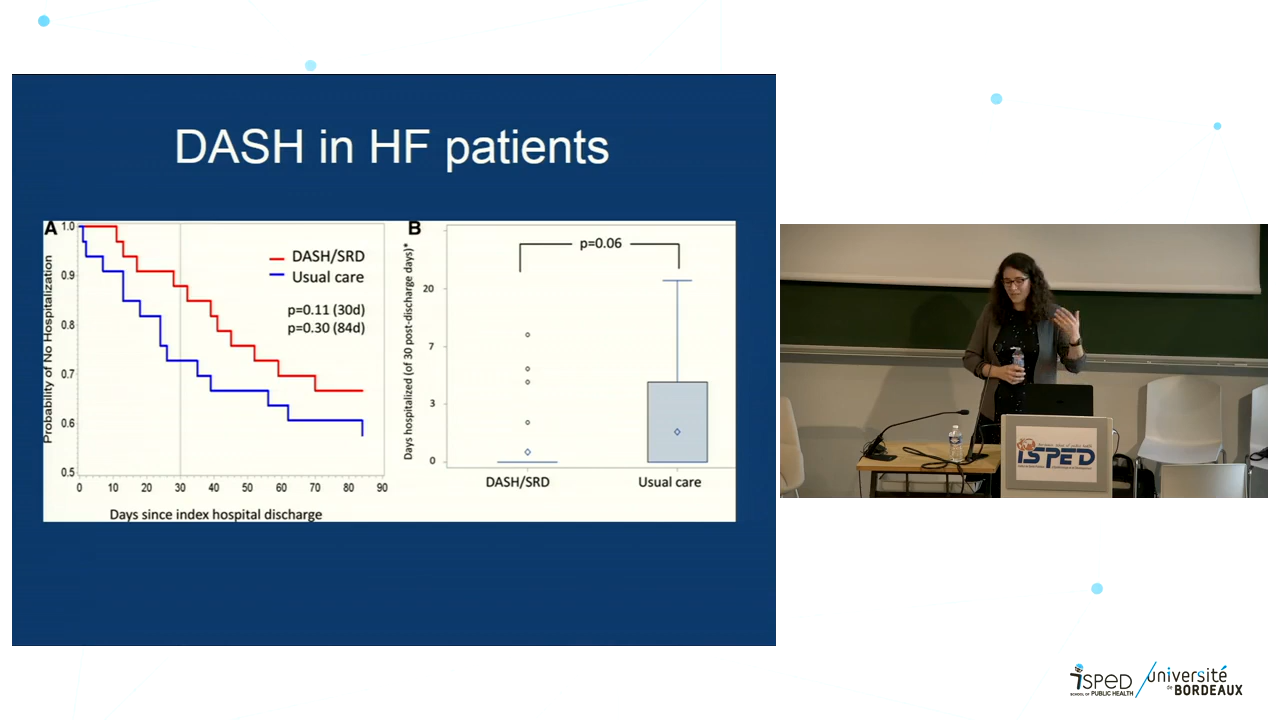 DASH in HF patients
A
Probability of No Hospitalization
1.0
0.9
0.8
0.7
0.6
0.5
DASH/SRD
Usual care
p=0.11 (30d)
p=0.30 (84d)
0 10 20 30 40 50 60 70 80 90
Days since index hospital discharge
B
Days hospitalized (of 30 post-discharge days)*
20
7
3
0
p=0.06
DASH/SRD Usual care
ISPED
ISPED
SCHOOL OF PUBLIC HEALTH
université
de BORDEAUX